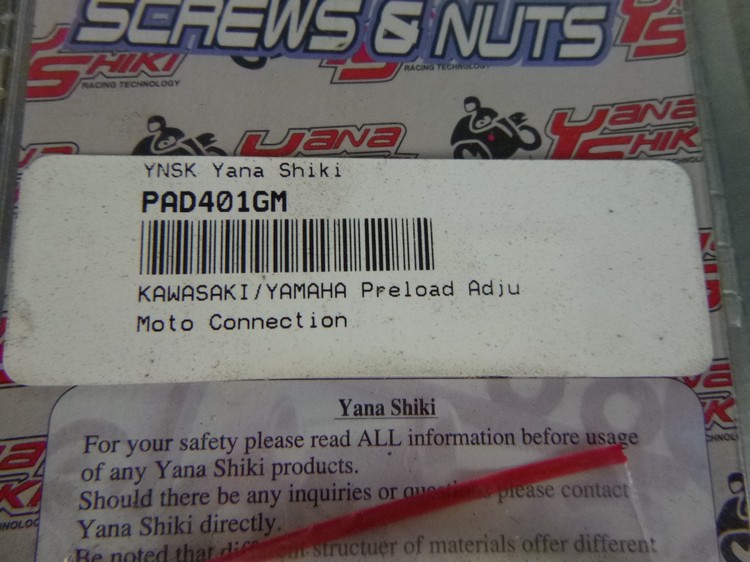 SCREWS & NUTS
SHIKI
RACING TECHNOLOGY
YANA
SHIKI
YNSK Yana Shiki
PAD401GM
KAWASAKI/YAMAHA Preload Adju
Moto Connection
Yana Shiki
For your safety please read ALL information before usage
of any Yana Shiki products.
Should there be any inquiries or questions please contact
Yana Shiki directly.
Be noted that different structuer of materials offer different